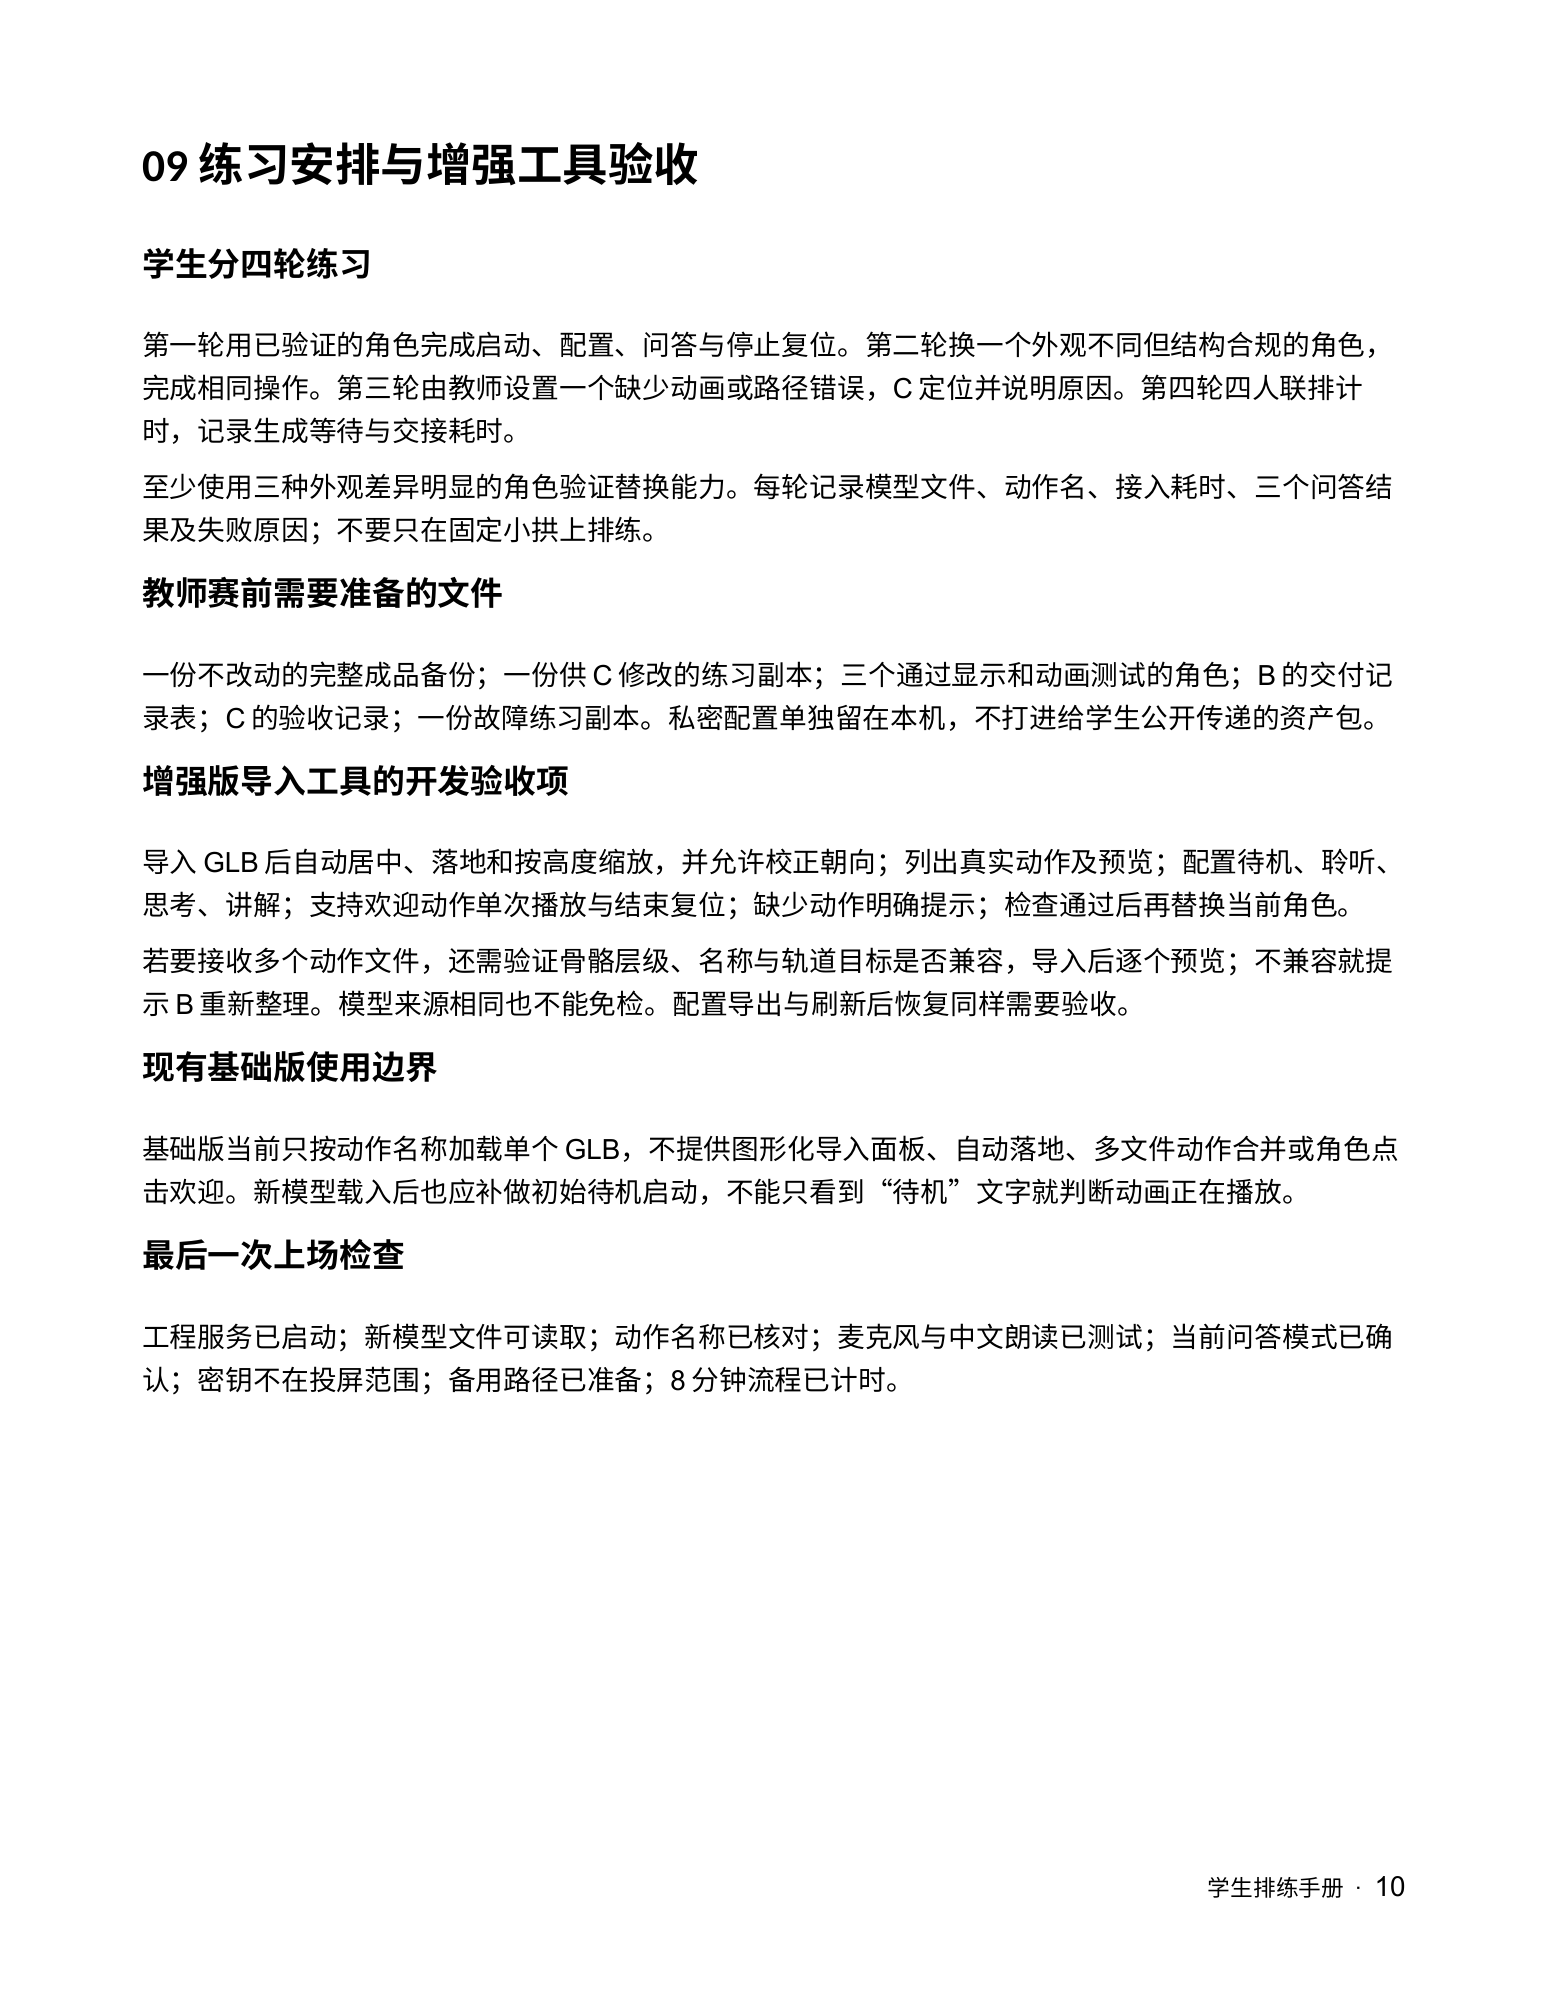 09 练习安排与增强工具验收
学生分四轮练习
第一轮用已验证的角色完成启动、配置、问答与停止复位。第二轮换一个外观不同但结构合规的角色，
完成相同操作。第三轮由教师设置一个缺少动画或路径错误，C 定位并说明原因。第四轮四人联排计
时，记录生成等待与交接耗时。
至少使用三种外观差异明显的角色验证替换能力。每轮记录模型文件、动作名、接入耗时、三个问答结
果及失败原因；不要只在固定小拱上排练。
教师赛前需要准备的文件
一份不改动的完整成品备份；一份供 C 修改的练习副本；三个通过显示和动画测试的角色；B 的交付记
录表；C 的验收记录；一份故障练习副本。私密配置单独留在本机，不打进给学生公开传递的资产包。
增强版导入工具的开发验收项
导入 GLB 后自动居中、落地和按高度缩放，并允许校正朝向；列出真实动作及预览；配置待机、聆听、
思考、讲解；支持欢迎动作单次播放与结束复位；缺少动作明确提示；检查通过后再替换当前角色。
若要接收多个动作文件，还需验证骨骼层级、名称与轨道目标是否兼容，导入后逐个预览；不兼容就提
示 B 重新整理。模型来源相同也不能免检。配置导出与刷新后恢复同样需要验收。
现有基础版使用边界
基础版当前只按动作名称加载单个 GLB，不提供图形化导入面板、自动落地、多文件动作合并或角色点
击欢迎。新模型载入后也应补做初始待机启动，不能只看到“待机”文字就判断动画正在播放。
最后一次上场检查
工程服务已启动；新模型文件可读取；动作名称已核对；麦克风与中文朗读已测试；当前问答模式已确
认；密钥不在投屏范围；备用路径已准备；8 分钟流程已计时。
学生排练手册 · 10